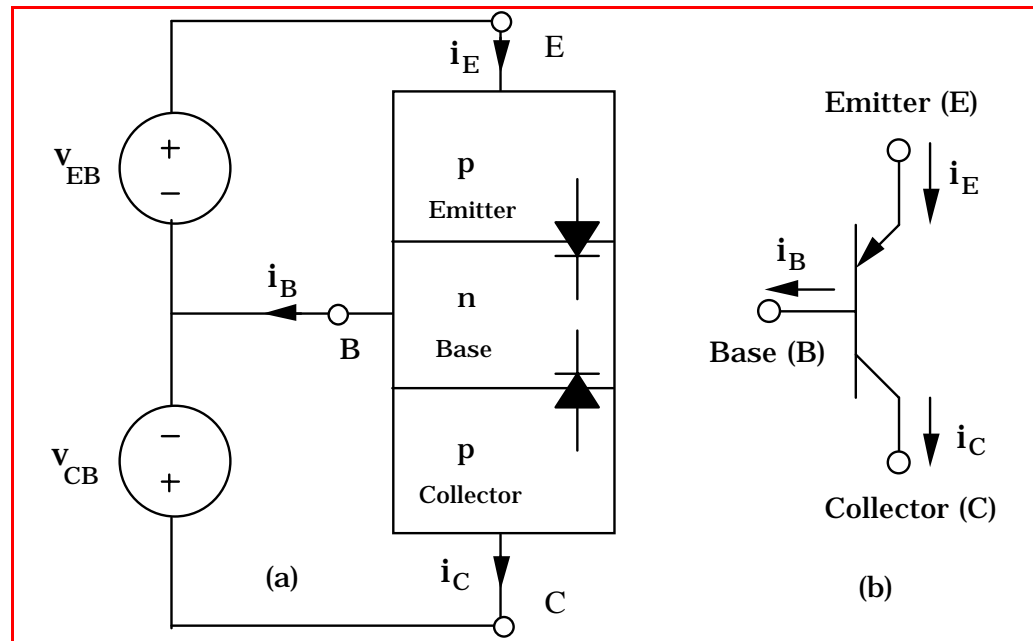 i_E
E
v_EB
+
−
p
Emitter
i_B
B
n
Base
v_CB
−
+
p
Collector
i_C
C
(a)
Emitter (E)
i_E
i_B
Base (B)
i_C
Collector (C)
(b)